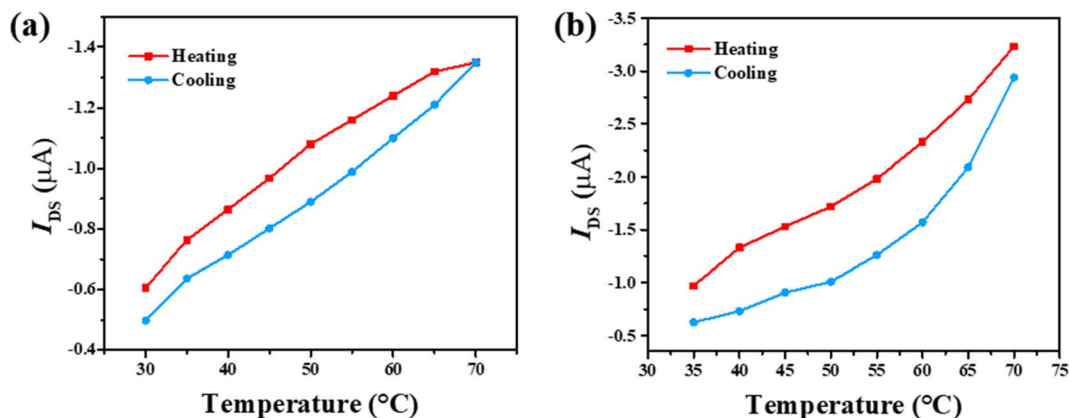 (a)
Heating
Cooling
-1.4
-1.2
-1.0
-0.8
-0.6
-0.4
I_DS (μA)
30 40 50 60 70
Temperature (°C)
(b)
Heating
Cooling
-3.5
-3.0
-2.5
-2.0
-1.5
-1.0
-0.5
I_DS (μA)
30 35 40 45 50 55 60 65 70 75
Temperature (°C)